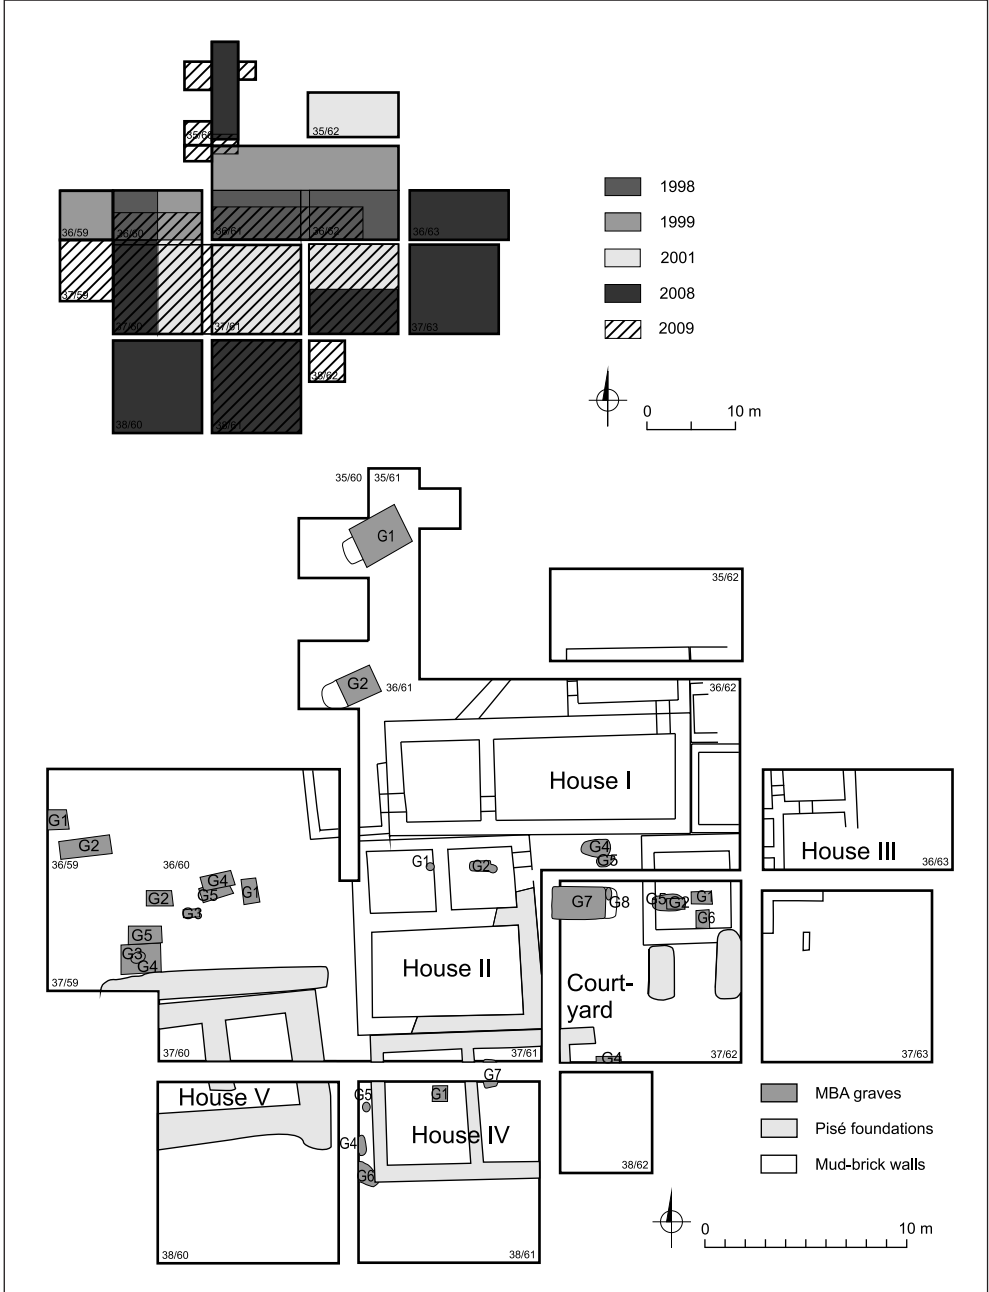 35/60
35/62
1998
1999
2001
2008
2009
36/59
36/60
36/61
36/62
36/63
37/59
37/60
37/61
37/63
38/60
38/61
38/62
0 10 m
35/60 35/61
G1
35/62
G2
36/61
36/62
House I
G1
G2
36/59
36/60
G4
G5
G1
G2
G3
G5
G3
G4
37/59
G1
G2
G4
G5
House III
36/63
G7
G8
G5
G2
G1
G6
House II
Court-
yard
37/60
37/61
G4
37/62
37/63
G7
House V
G5
G1
House IV
G4
G6
38/60
38/61
38/62
MBA graves
Pisé foundations
Mud-brick walls
0 10 m